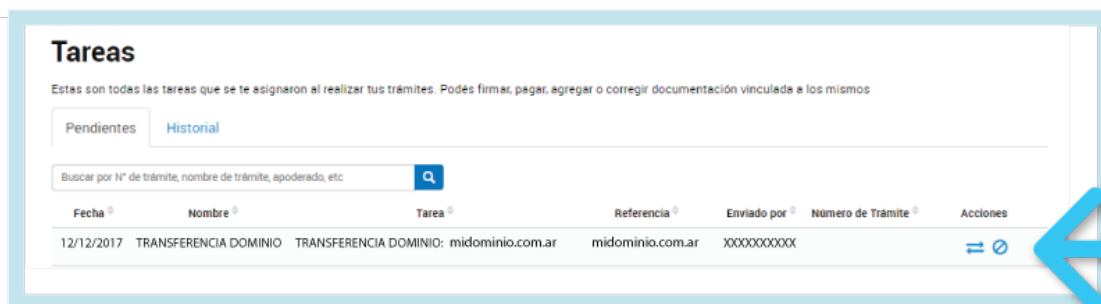 Tareas
Estas son todas las tareas que se te asignaron al realizar tus trámites. Podés firmar, pagar, agregar o corregir documentación vinculada a los mismos
Pendientes Historial
Buscar por N° de trámite, nombre de trámite, apoderado, etc
Fecha Nombre Tarea Referencia Enviado por Número de Trámite Acciones
12/12/2017 TRANSFERENCIA DOMINIO TRANSFERENCIA DOMINIO: midominio.com.ar midominio.com.ar XXXXXXXXXX